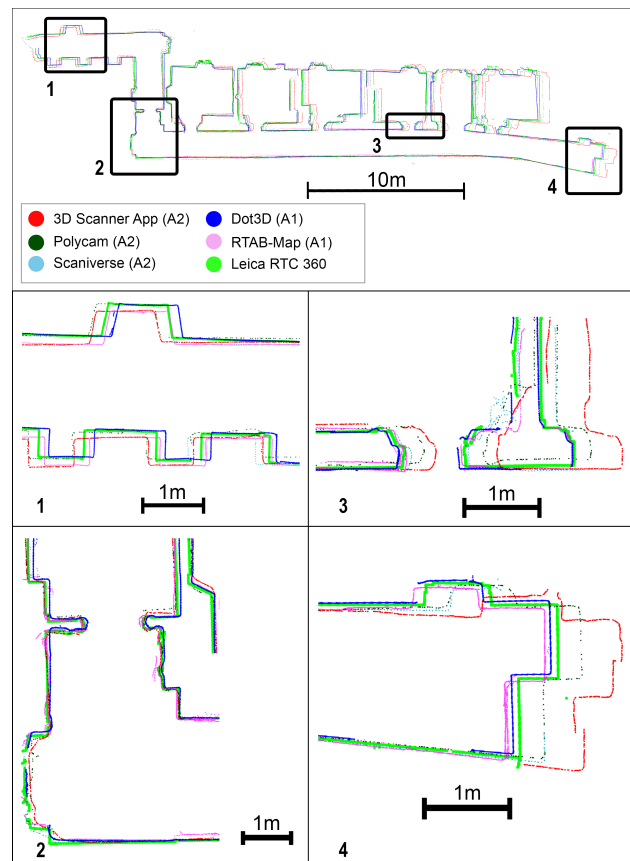 1
2
3
4
10m
3D Scanner App (A2)
Polycam (A2)
Scaniverse (A2)
Dot3D (A1)
RTAB-Map (A1)
Leica RTC 360
1m
1
1m
3
1m
2
1m
4